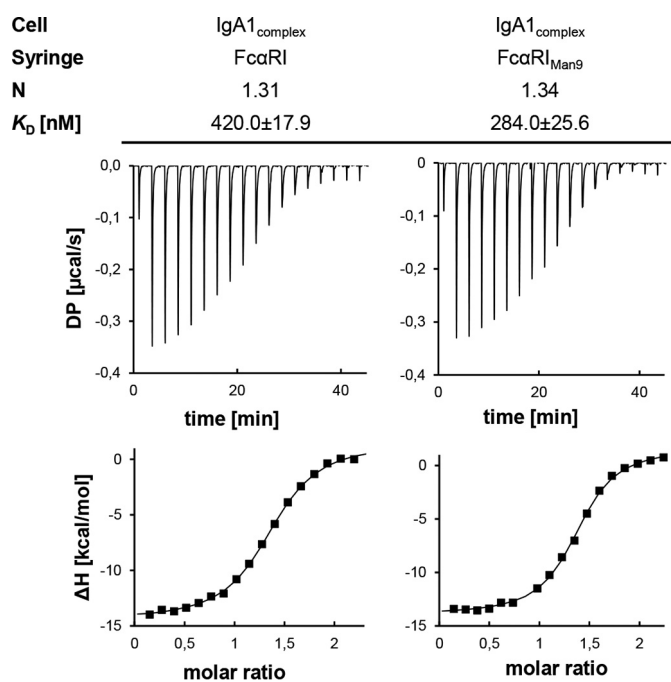 Cell IgA1complex IgA1complex
Syringe FcαRI FcαRIMan9
N 1.31 1.34
KD [nM] 420.0±17.9 284.0±25.6
0,0 0
-0,1 -0,1
DP [µcal/s]
-0,2 -0,2
-0,3 -0,3
-0,4 -0,4
0 20 40 0 20 40
time [min] time [min]
0 0
-5 -5
ΔH [kcal/mol]
-10 -10
-15 -15
0 0,5 1 1,5 2 0 0,5 1 1,5 2
molar ratio molar ratio